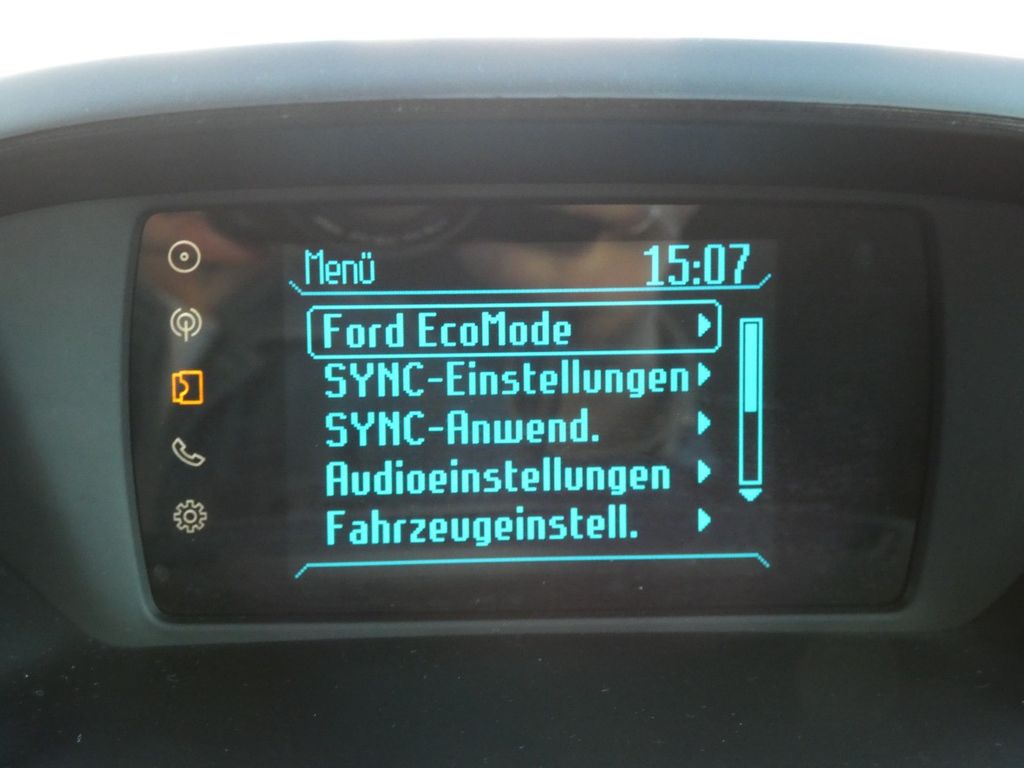 Menü 15:07
Ford EcoMode
SYNC-Einstellungen
SYNC-Anwend.
Audioeinstellungen
Fahrzeugeinstell.